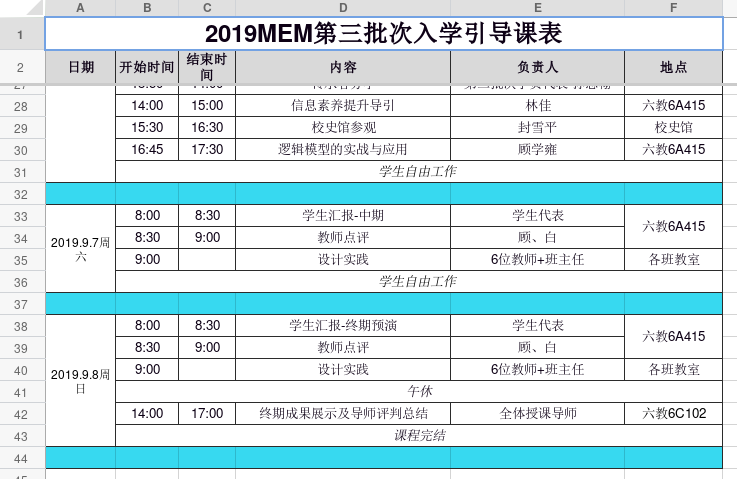 A B C D E F
1 2019MEM第三批次入学引导课表
2 日期 开始时间 结束时间 内容 负责人 地点
28 14:00 15:00 信息素养提升导引 林佳 六教6A415
29 15:30 16:30 校史馆参观 封雪平 校史馆
30 16:45 17:30 逻辑模型的实战与应用 顾学雍 六教6A415
31 学生自由工作
32
33 2019.9.7周六 8:00 8:30 学生汇报-中期 学生代表 六教6A415
34 8:30 9:00 教师点评 顾、白
35 9:00 设计实践 6位教师+班主任 各班教室
36 学生自由工作
37
38 2019.9.8周日 8:00 8:30 学生汇报-终期预演 学生代表 六教6A415
39 8:30 9:00 教师点评 顾、白
40 9:00 设计实践 6位教师+班主任 各班教室
41 午休
42 14:00 17:00 终期成果展示及导师评判总结 全体授课导师 六教6C102
43 课程完结
44